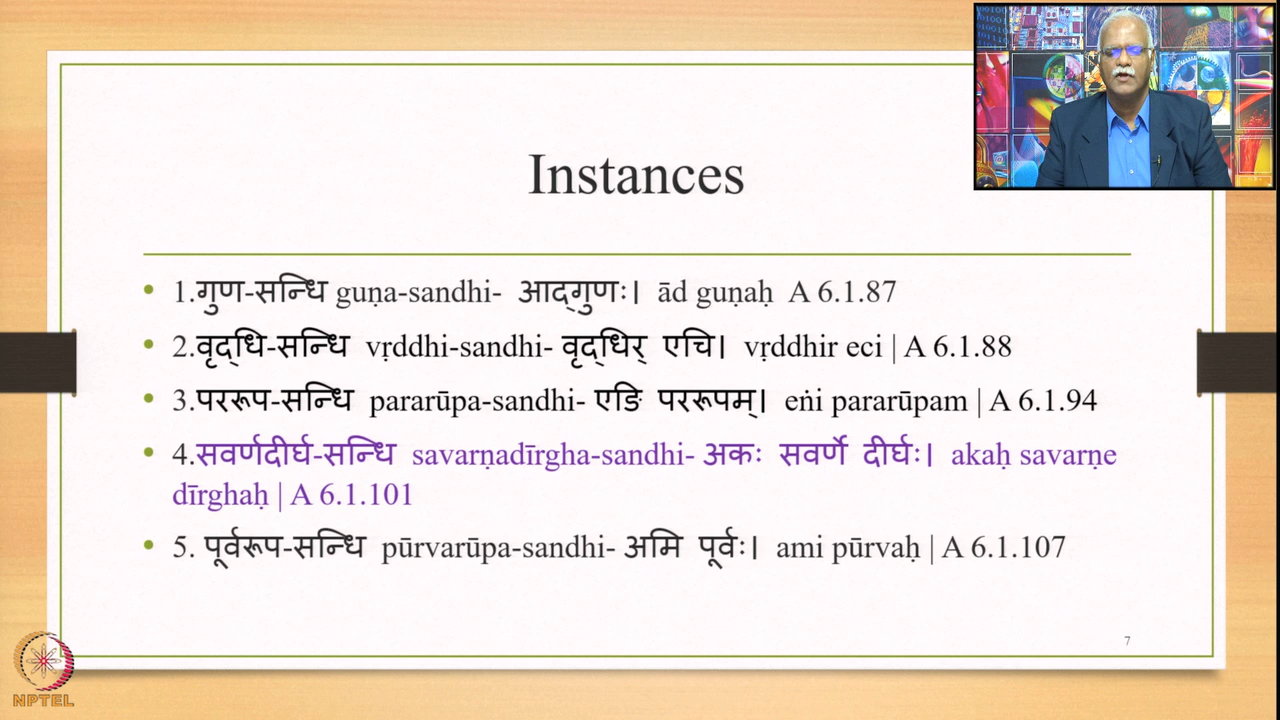 Instances
• 1.गुण-सन्धि guṇa-sandhi- आद्‌गुणः। ād guṇaḥ A 6.1.87
• 2.वृद्‌धि-सन्धि vṛddhi-sandhi- वृद्‌धिर् एचि। vṛddhir eci | A 6.1.88
• 3.पररूप-सन्धि pararūpa-sandhi- एङि पररूपम्। eṅi pararūpam | A 6.1.94
• 4.सवर्णदीर्घ-सन्धि savarṇadīrgha-sandhi- अकः सवर्णे दीर्घः। akaḥ savarṇe
dīrghaḥ | A 6.1.101
• 5. पूर्वरूप-सन्धि pūrvarūpa-sandhi- अमि पूर्वः। ami pūrvaḥ | A 6.1.107
7
NPTEL